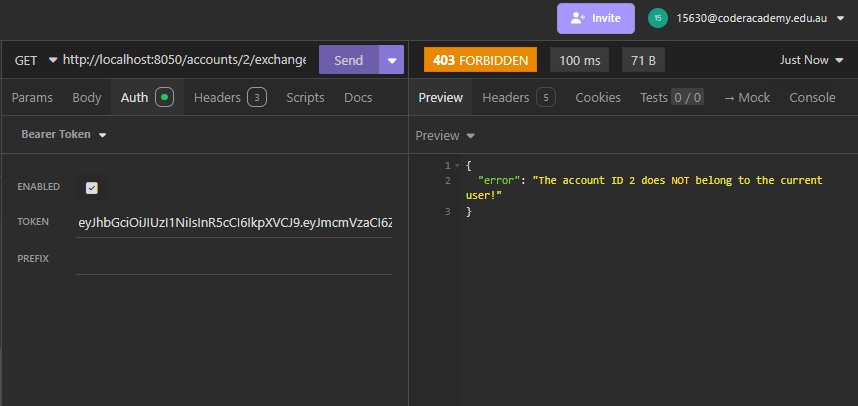 Invite
15
15630@coderacademy.edu.au
GET
http://localhost:8050/accounts/2/exchange
Send
403 FORBIDDEN
100 ms
71 B
Just Now
Params
Body
Auth
Headers 3
Scripts
Docs
Preview
Headers 5
Cookies
Tests 0 / 0
→ Mock
Console
Bearer Token
Preview
ENABLED
TOKEN
eyJhbGciOiJIUzI1NiIsInR5cCI6IkpXVCJ9.eyJmcmVzaCI6Z
PREFIX
1 {
2 "error": "The account ID 2 does NOT belong to the current
user!"
3 }